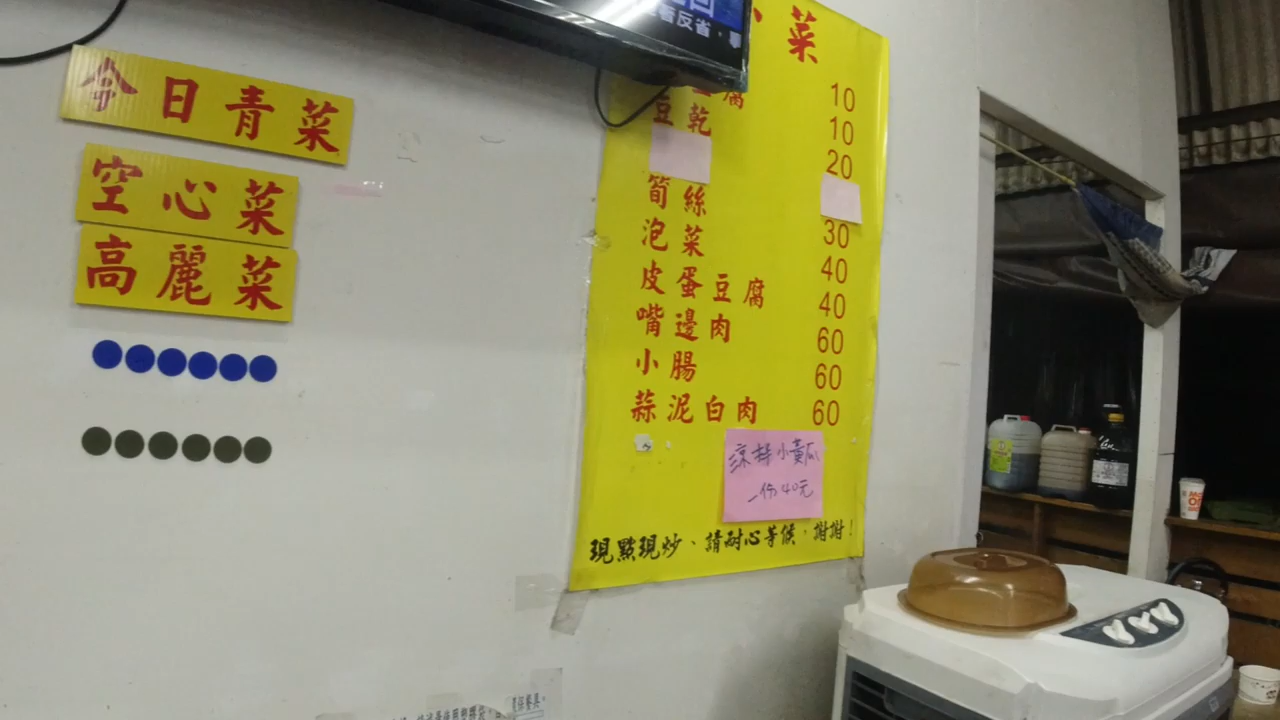 今日青菜
空心菜
高麗菜
小菜
腐 10
豆乾 10
20
筍絲
泡菜 30
皮蛋豆腐 40
嘴邊肉 40
小腸 60
蒜泥白肉 60
60
涼拌小黃瓜
一份40元
現點現炒、請耐心等候,謝謝!